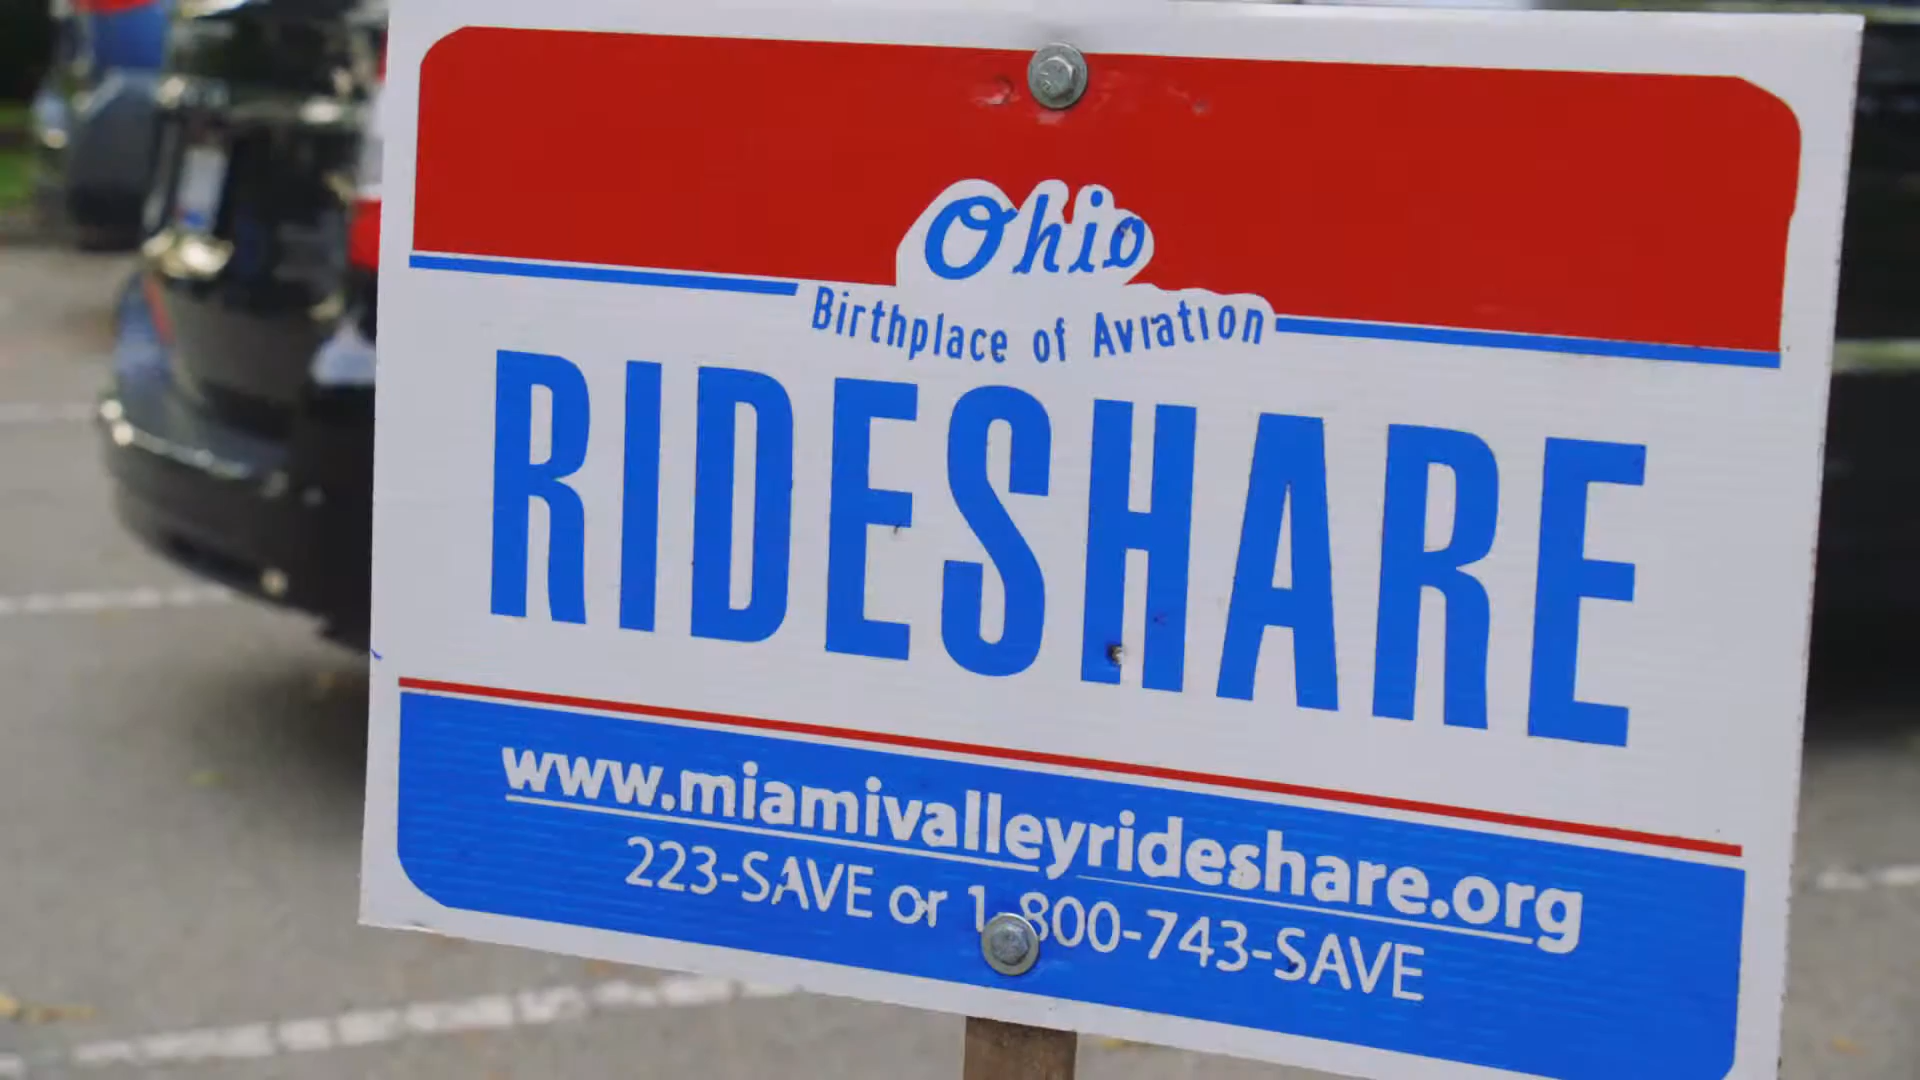 Ohio
Birthplace of Aviation
RIDESHARE
www.miamivalleyrideshare.org
223-SAVE or 1-800-743-SAVE